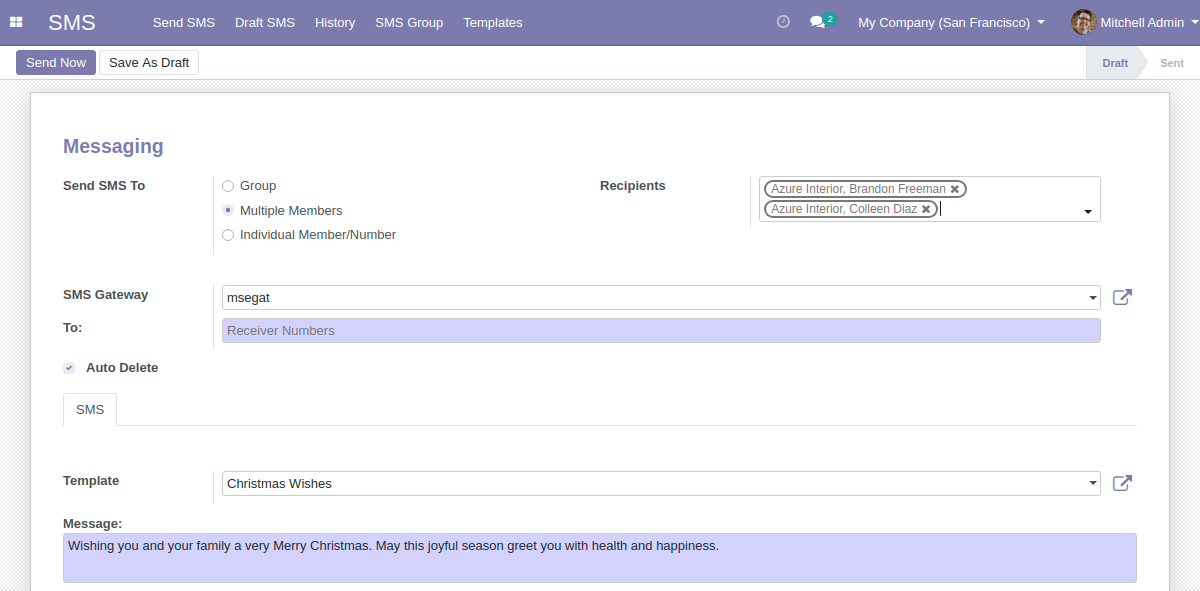 SMS Send SMS Draft SMS History SMS Group Templates 2 My Company (San Francisco) Mitchell Admin
Send Now Save As Draft Draft Sent
Messaging
Send SMS To Group Recipients Azure Interior, Brandon Freeman
Multiple Members Azure Interior, Colleen Diaz
Individual Member/Number
SMS Gateway msegat
To: Receiver Numbers
Auto Delete
SMS
Template Christmas Wishes
Message:
Wishing you and your family a very Merry Christmas. May this joyful season greet you with health and happiness.